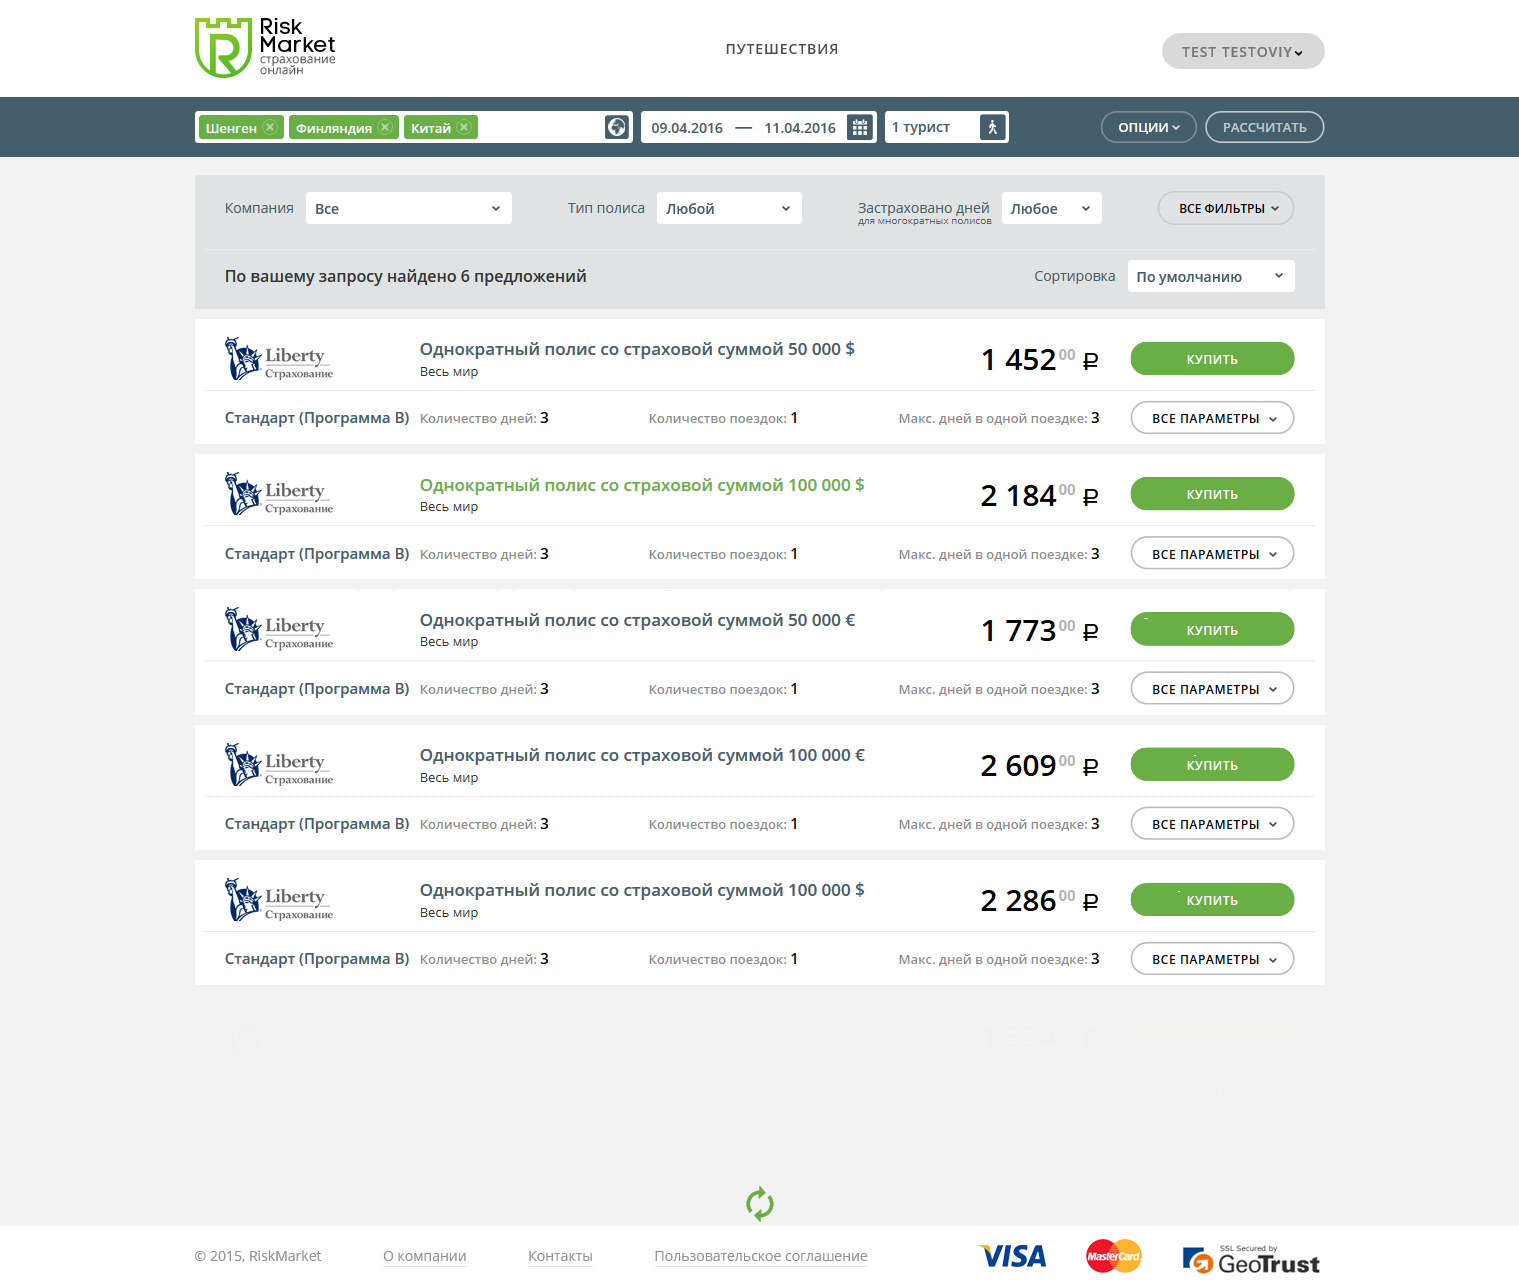 Risk
Market
страхование
онлайн
ПУТЕШЕСТВИЯ
TEST TESTOVIY
Шенген
Финляндия
Китай
09.04.2016 — 11.04.2016
1 турист
ОПЦИИ
РАССЧИТАТЬ
Компания
Все
Тип полиса
Любой
Застраховано дней
для многократных полисов
Любое
ВСЕ ФИЛЬТРЫ
По вашему запросу найдено 6 предложений
Сортировка
По умолчанию
Liberty
Страхование
Однократный полис со страховой суммой 50 000 $
Весь мир
1 452 00 ₽
КУПИТЬ
Стандарт (Программа В)
Количество дней: 3
Количество поездок: 1
Макс. дней в одной поездке: 3
ВСЕ ПАРАМЕТРЫ
Liberty
Страхование
Однократный полис со страховой суммой 100 000 $
Весь мир
2 184 00 ₽
КУПИТЬ
Стандарт (Программа В)
Количество дней: 3
Количество поездок: 1
Макс. дней в одной поездке: 3
ВСЕ ПАРАМЕТРЫ
Liberty
Страхование
Однократный полис со страховой суммой 50 000 €
Весь мир
1 773 00 ₽
КУПИТЬ
Стандарт (Программа В)
Количество дней: 3
Количество поездок: 1
Макс. дней в одной поездке: 3
ВСЕ ПАРАМЕТРЫ
Liberty
Страхование
Однократный полис со страховой суммой 100 000 €
Весь мир
2 609 00 ₽
КУПИТЬ
Стандарт (Программа В)
Количество дней: 3
Количество поездок: 1
Макс. дней в одной поездке: 3
ВСЕ ПАРАМЕТРЫ
Liberty
Страхование
Однократный полис со страховой суммой 100 000 $
Весь мир
2 286 00 ₽
КУПИТЬ
Стандарт (Программа В)
Количество дней: 3
Количество поездок: 1
Макс. дней в одной поездке: 3
ВСЕ ПАРАМЕТРЫ
© 2015, RiskMarket
О компании
Контакты
Пользовательское соглашение
VISA
MasterCard
SSL Secured by
GeoTrust